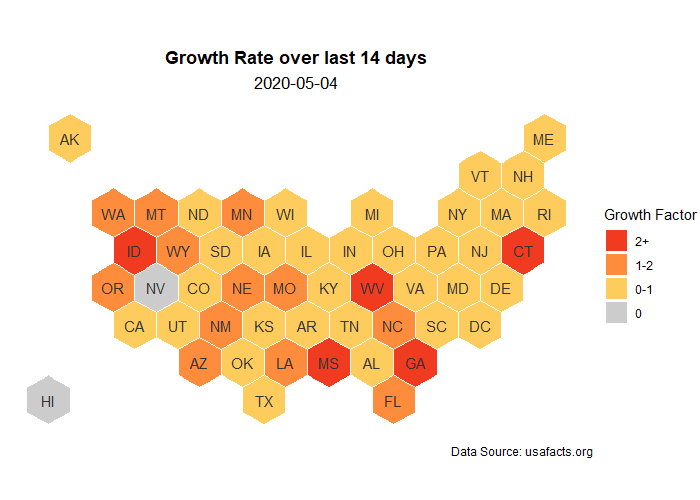 Growth Rate over last 14 days
2020-05-04
AK
ME
VT NH
WA MT ND MN WI MI NY MA RI
Growth Factor
ID WY SD IA IL IN OH PA NJ CT
2+
1-2
OR NV CO NE MO KY WV VA MD DE
0-1
0
CA UT NM KS AR TN NC SC DC
AZ OK LA MS AL GA
HI
TX FL
Data Source: usafacts.org